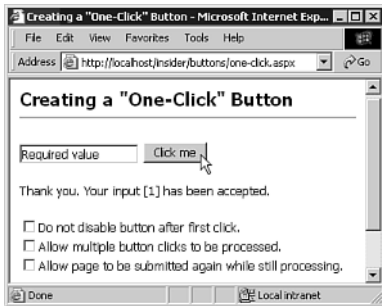 Creating a "One-Click" Button - Microsoft Internet Exp...
File Edit View Favorites Tools Help
Address http://localhost/insider/buttons/one-click.aspx Go
Creating a "One-Click" Button
Required value Click me
Thank you. Your input [1] has been accepted.
Do not disable button after first click.
Allow multiple button clicks to be processed.
Allow page to be submitted again while still processing.
Done Local intranet